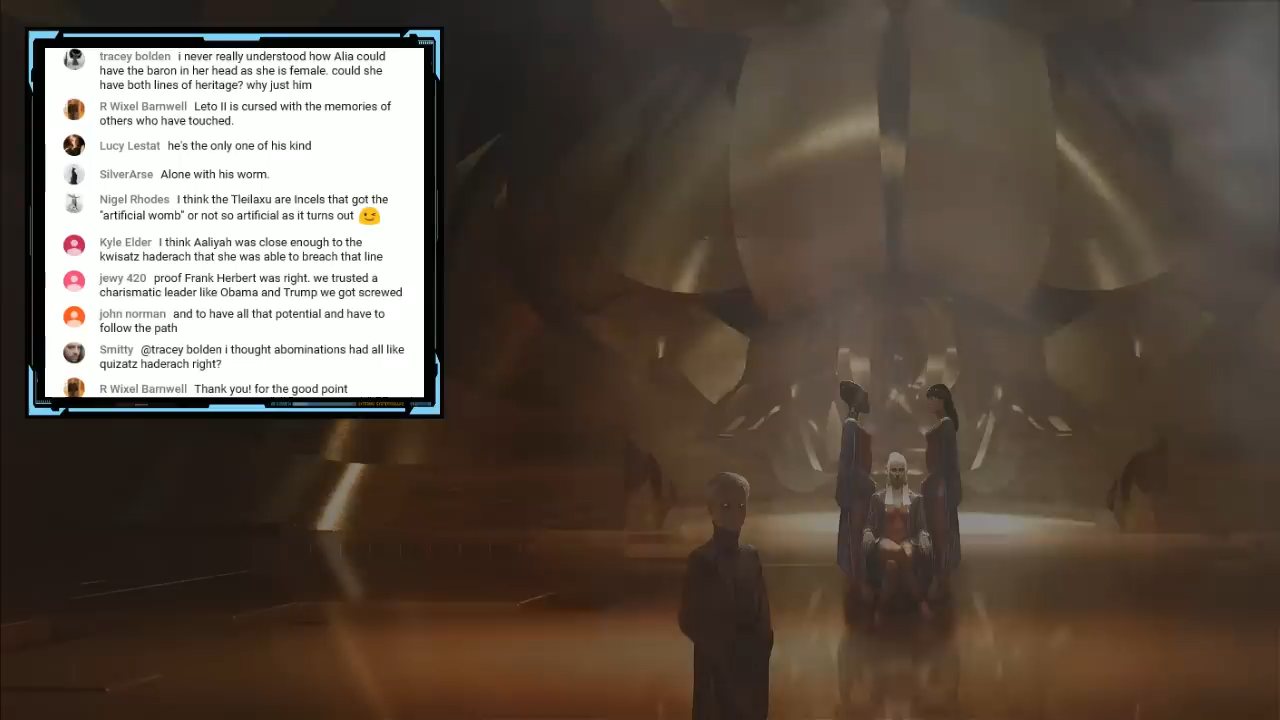 tracey bolden i never really understood how Alia could
have the baron in her head as she is female. could she
have both lines of heritage? why just him
R Wixel Barnwell Leto II is cursed with the memories of
others who have touched.
Lucy Lestat he's the only one of his kind
SilverArse Alone with his worm.
Nigel Rhodes I think the Tleilaxu are Incels that got the
"artificial womb" or not so artificial as it turns out 😉
Kyle Elder I think Aaliyah was close enough to the
kwisatz haderach that she was able to breach that line
jewy 420 proof Frank Herbert was right. we trusted a
charismatic leader like Obama and Trump we got screwed
john norman and to have all that potential and have to
follow the path
Smitty @tracey bolden i thought abominations had all like
quizatz haderach right?
R Wixel Barnwell Thank you! for the good point